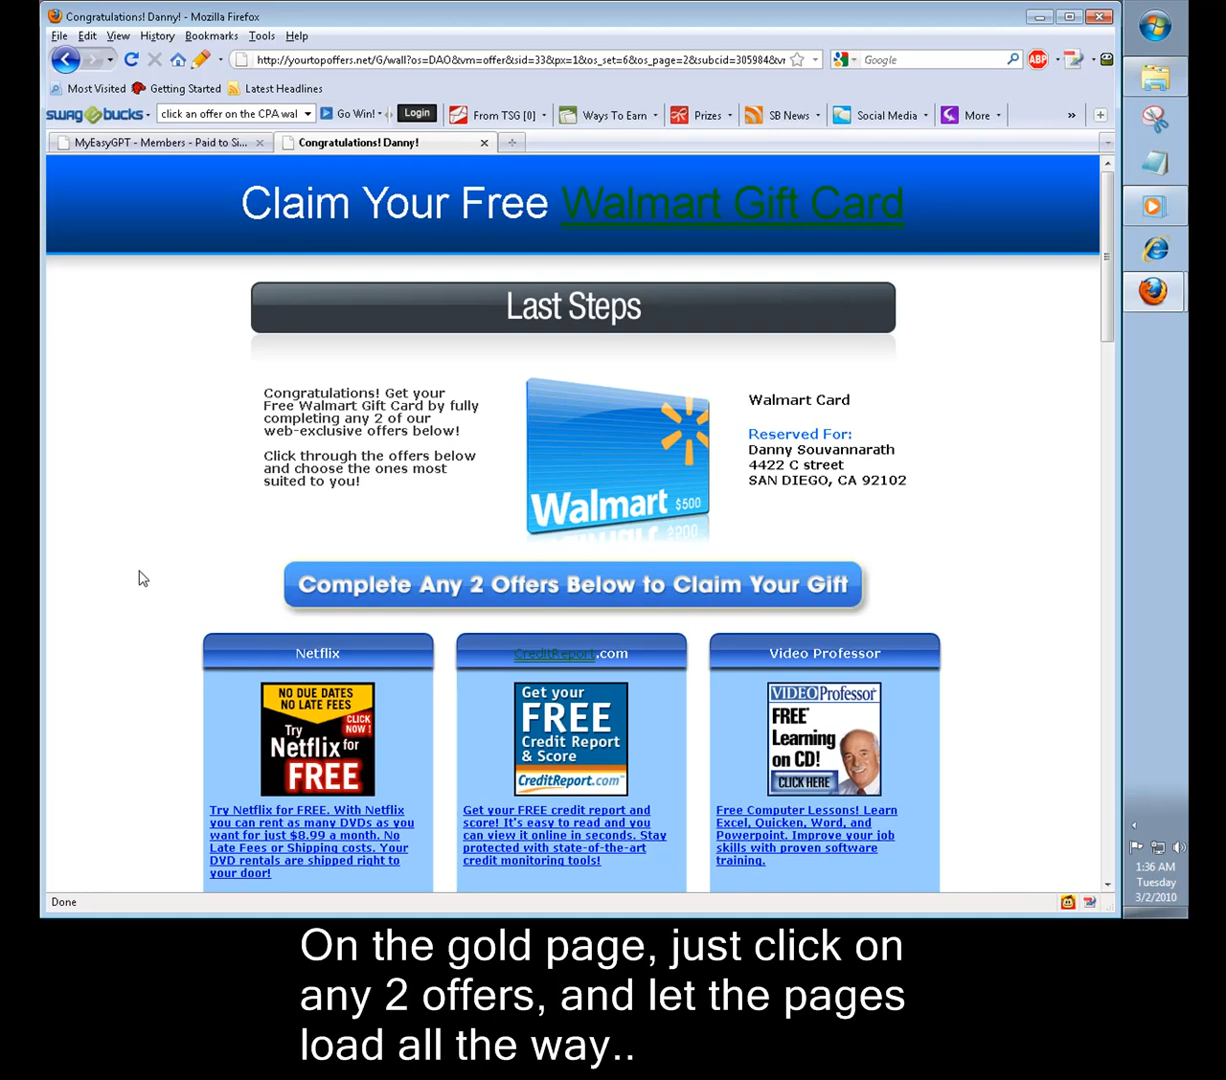 Congratulations! Danny! - Mozilla Firefox
File Edit View History Bookmarks Tools Help
http://yourtopoffers.net/G/wall?os=DAO&vm=offer&sid=33&px=1&os_set=6&os_page=2&subcid=305984&vr
Google
ABP
Most Visited Getting Started Latest Headlines
swagbucks click an offer on the CPA wal Go Win! Login From TSG [0] Ways To Earn Prizes SB News Social Media More »
MyEasyGPT - Members - Paid to Si... Congratulations! Danny!
Claim Your Free Walmart Gift Card
Last Steps
Congratulations! Get your
Free Walmart Gift Card by fully
completing any 2 of our
web-exclusive offers below!
Click through the offers below
and choose the ones most
suited to you!
Walmart $500
Walmart Card
Reserved For:
Danny Souvannarath
4422 C street
SAN DIEGO, CA 92102
Complete Any 2 Offers Below to Claim Your Gift
Netflix
NO DUE DATES
NO LATE FEES
CLICK
NOW!
Try
Netflix for
FREE
Try Netflix for FREE. With Netflix
you can rent as many DVDs as you
want for just $8.99 a month. No
Late Fees or Shipping costs. Your
DVD rentals are shipped right to
your door!
CreditReport.com
Get your
FREE
Credit Report
& Score
CreditReport.com
Get your FREE credit report and
score! It's easy to read and you
can view it online in seconds. Stay
protected with state-of-the-art
credit monitoring tools!
Video Professor
VIDEO Professor
FREE*
Learning
on CD!
CLICK HERE
Free Computer Lessons! Learn
Excel, Quicken, Word, and
Powerpoint. Improve your job
skills with proven software
training.
Done
1:36 AM
Tuesday
3/2/2010
On the gold page, just click on
any 2 offers, and let the pages
load all the way..